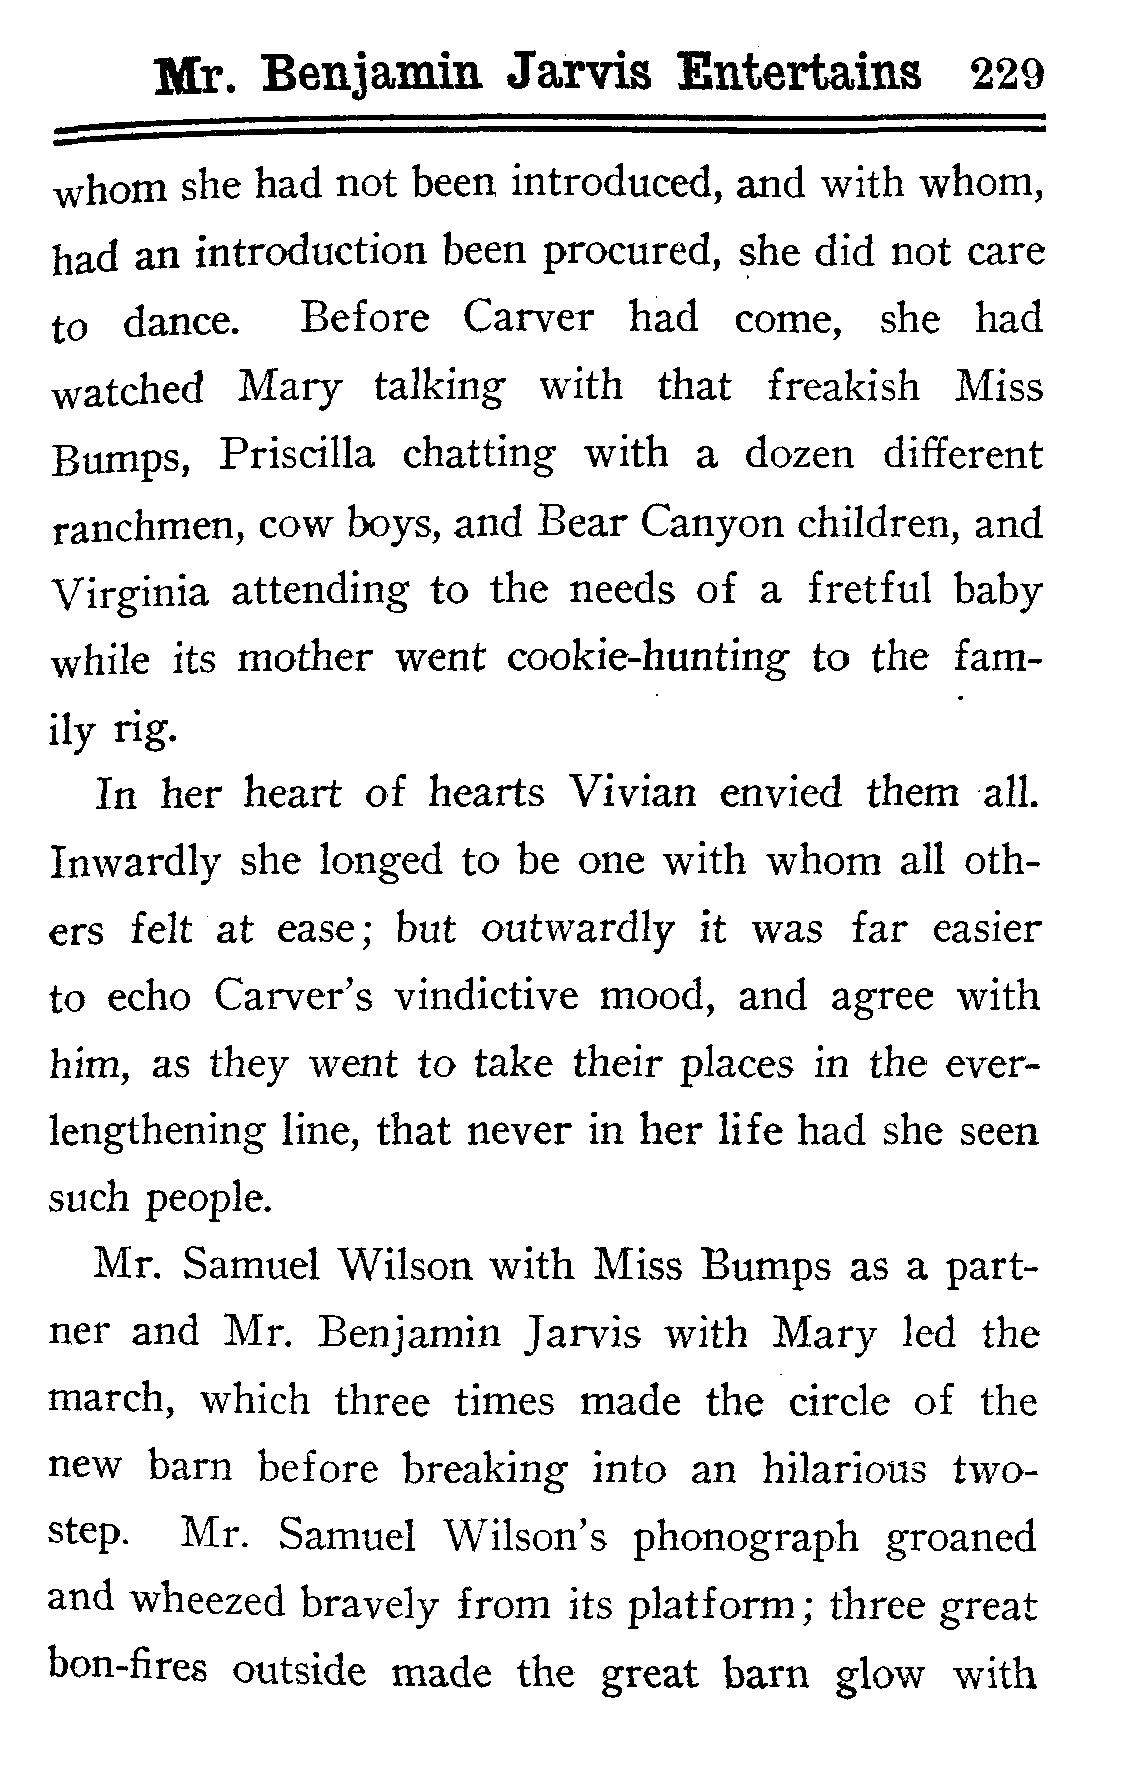 Mr. Benjamin Jarvis Entertains 229
whom she had not been introduced, and with whom,
had an introduction been procured, she did not care
to dance. Before Carver had come, she had
watched Mary talking with that freakish Miss
Bumps, Priscilla chatting with a dozen different
ranchmen, cow boys, and Bear Canyon children, and
Virginia attending to the needs of a fretful baby
while its mother went cookie-hunting to the fam-
ily rig.
In her heart of hearts Vivian envied them all.
Inwardly she longed to be one with whom all oth-
ers felt at ease; but outwardly it was far easier
to echo Carver's vindictive mood, and agree with
him, as they went to take their places in the ever-
lengthening line, that never in her life had she seen
such people.
Mr. Samuel Wilson with Miss Bumps as a part-
ner and Mr. Benjamin Jarvis with Mary led the
march, which three times made the circle of the
new barn before breaking into an hilarious two-
step. Mr. Samuel Wilson's phonograph groaned
and wheezed bravely from its platform; three great
bon-fires outside made the great barn glow with